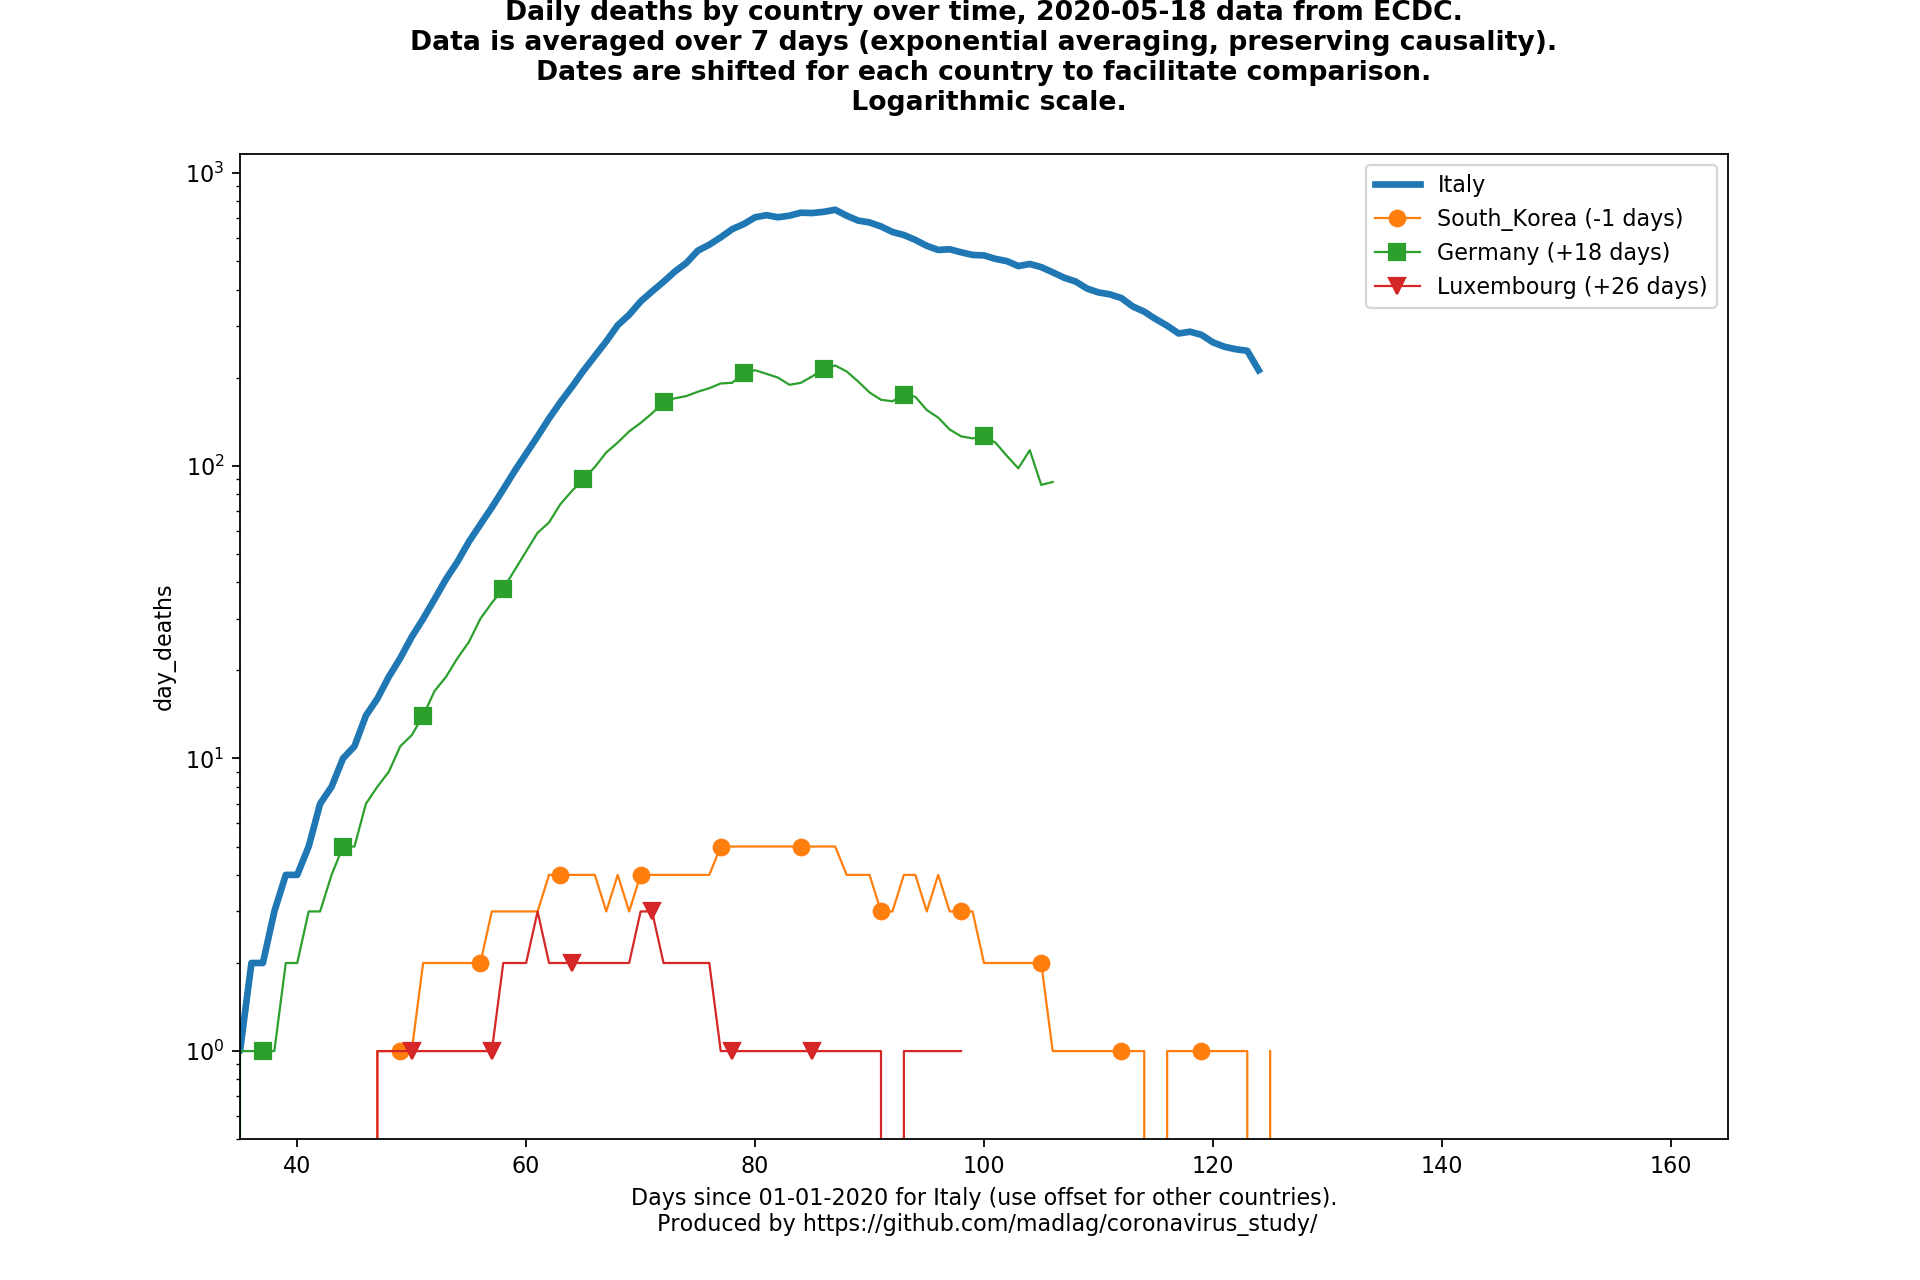 Daily deaths by country over time, 2020-05-18 data from ECDC.
Data is averaged over 7 days (exponential averaging, preserving causality).
Dates are shifted for each country to facilitate comparison.
Logarithmic scale.
10³
10²
10¹
10⁰
day_deaths
Italy
South_Korea (-1 days)
Germany (+18 days)
Luxembourg (+26 days)
40 60 80 100 120 140 160
Days since 01-01-2020 for Italy (use offset for other countries).
Produced by https://github.com/madlag/coronavirus_study/